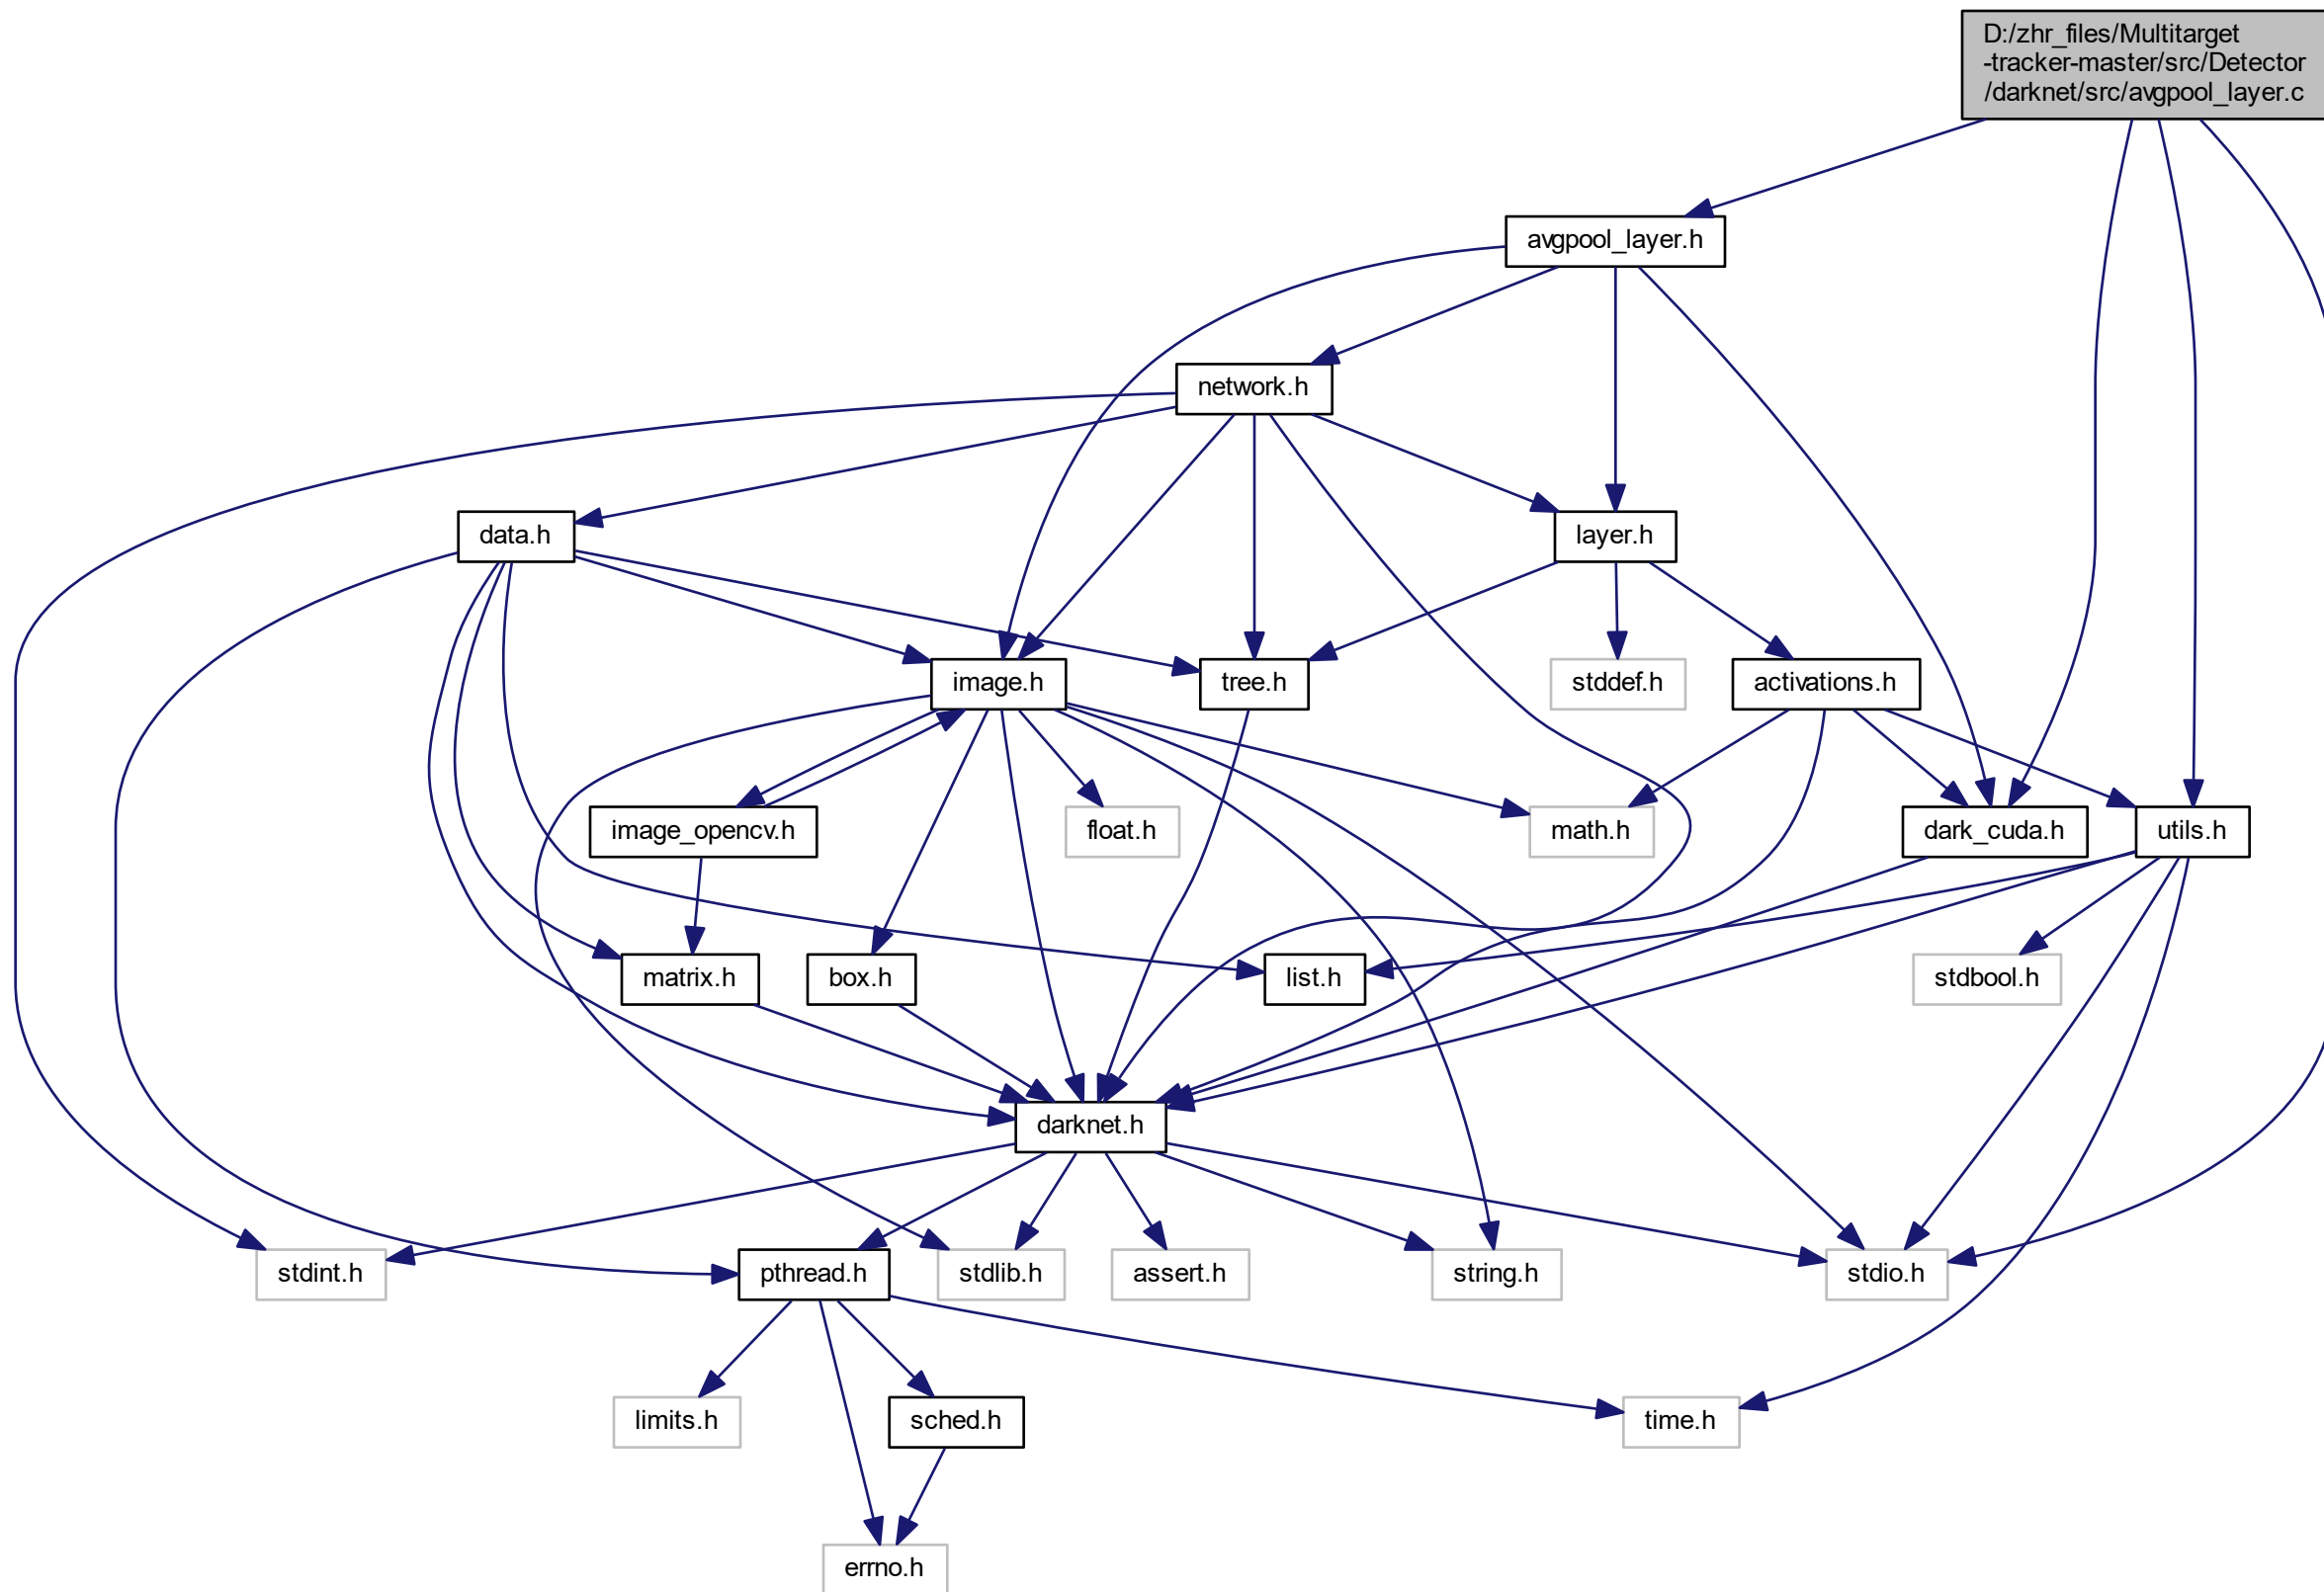 D:/zhr_files/Multitarget
-tracker-master/src/Detector
/darknet/src/avgpool_layer.c
avgpool_layer.h
network.h
data.h
layer.h
image.h
tree.h
stddef.h
activations.h
image_opencv.h
float.h
math.h
dark_cuda.h
utils.h
matrix.h
box.h
list.h
stdbool.h
darknet.h
stdint.h
pthread.h
stdlib.h
assert.h
string.h
stdio.h
limits.h
sched.h
time.h
errno.h